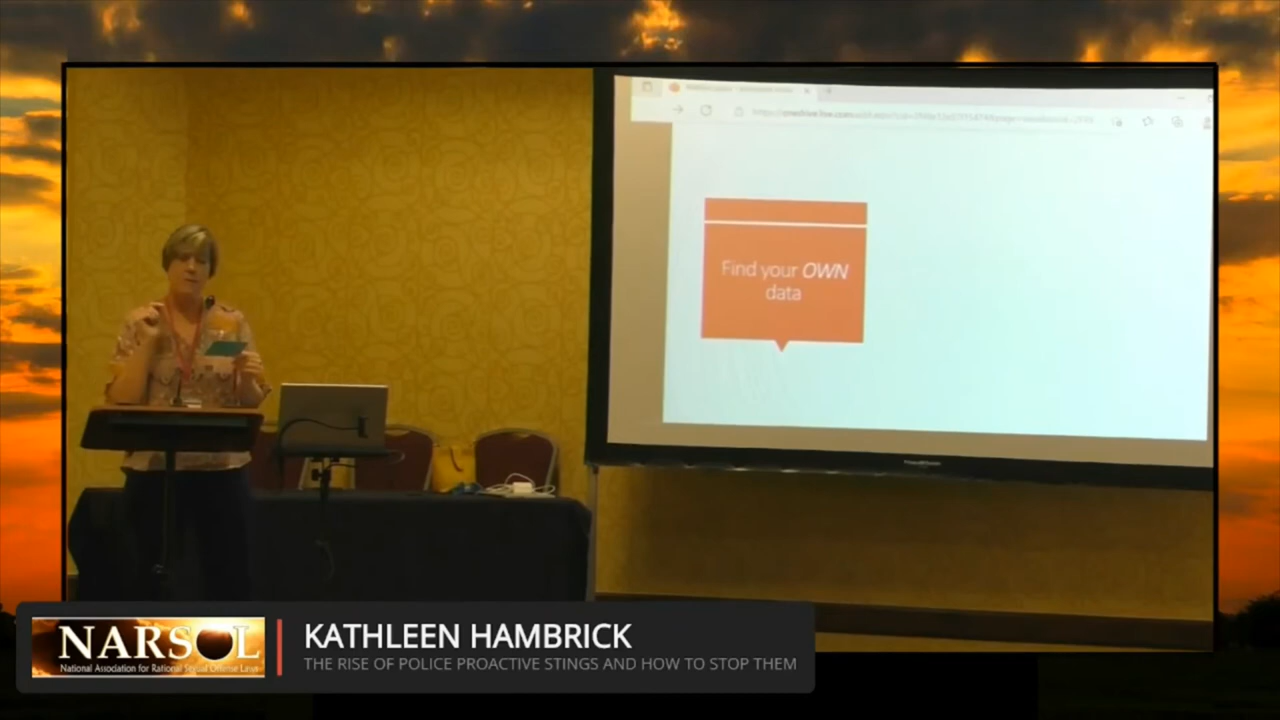 Find your OWN
data
NARSOL
National Association for Rational Sexual Offense Laws
KATHLEEN HAMBRICK
THE RISE OF POLICE PROACTIVE STINGS AND HOW TO STOP THEM